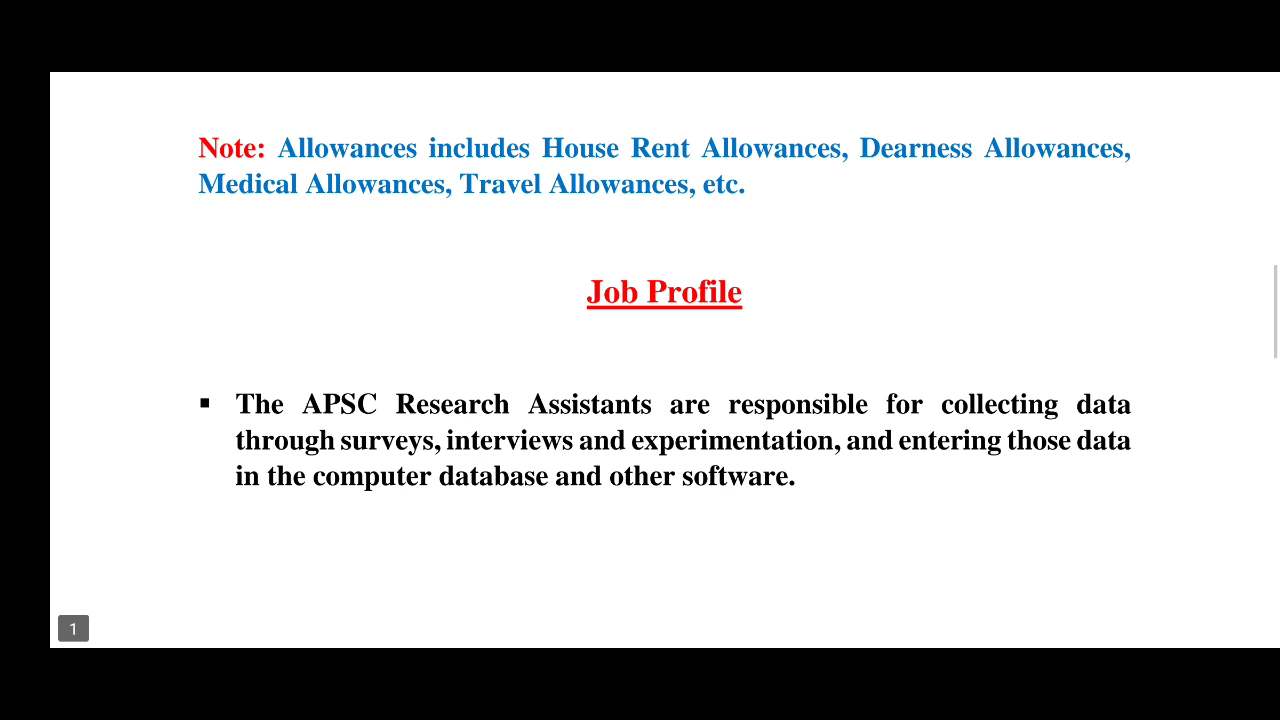 Note: Allowances includes House Rent Allowances, Dearness Allowances,
Medical Allowances, Travel Allowances, etc.
Job Profile
▪ The APSC Research Assistants are responsible for collecting data
through surveys, interviews and experimentation, and entering those data
in the computer database and other software.
1